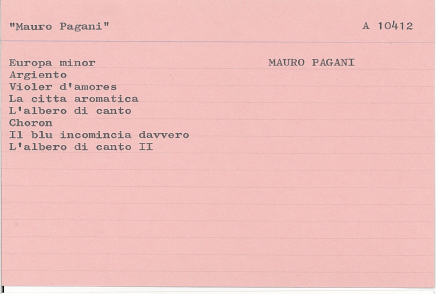 "Mauro Pagani" A 10412
Europa minor MAURO PAGANI
Argiento
Violer d'amores
La citta aromatica
L'albero di canto
Choron
Il blu incomincia davvero
L'albero di canto II